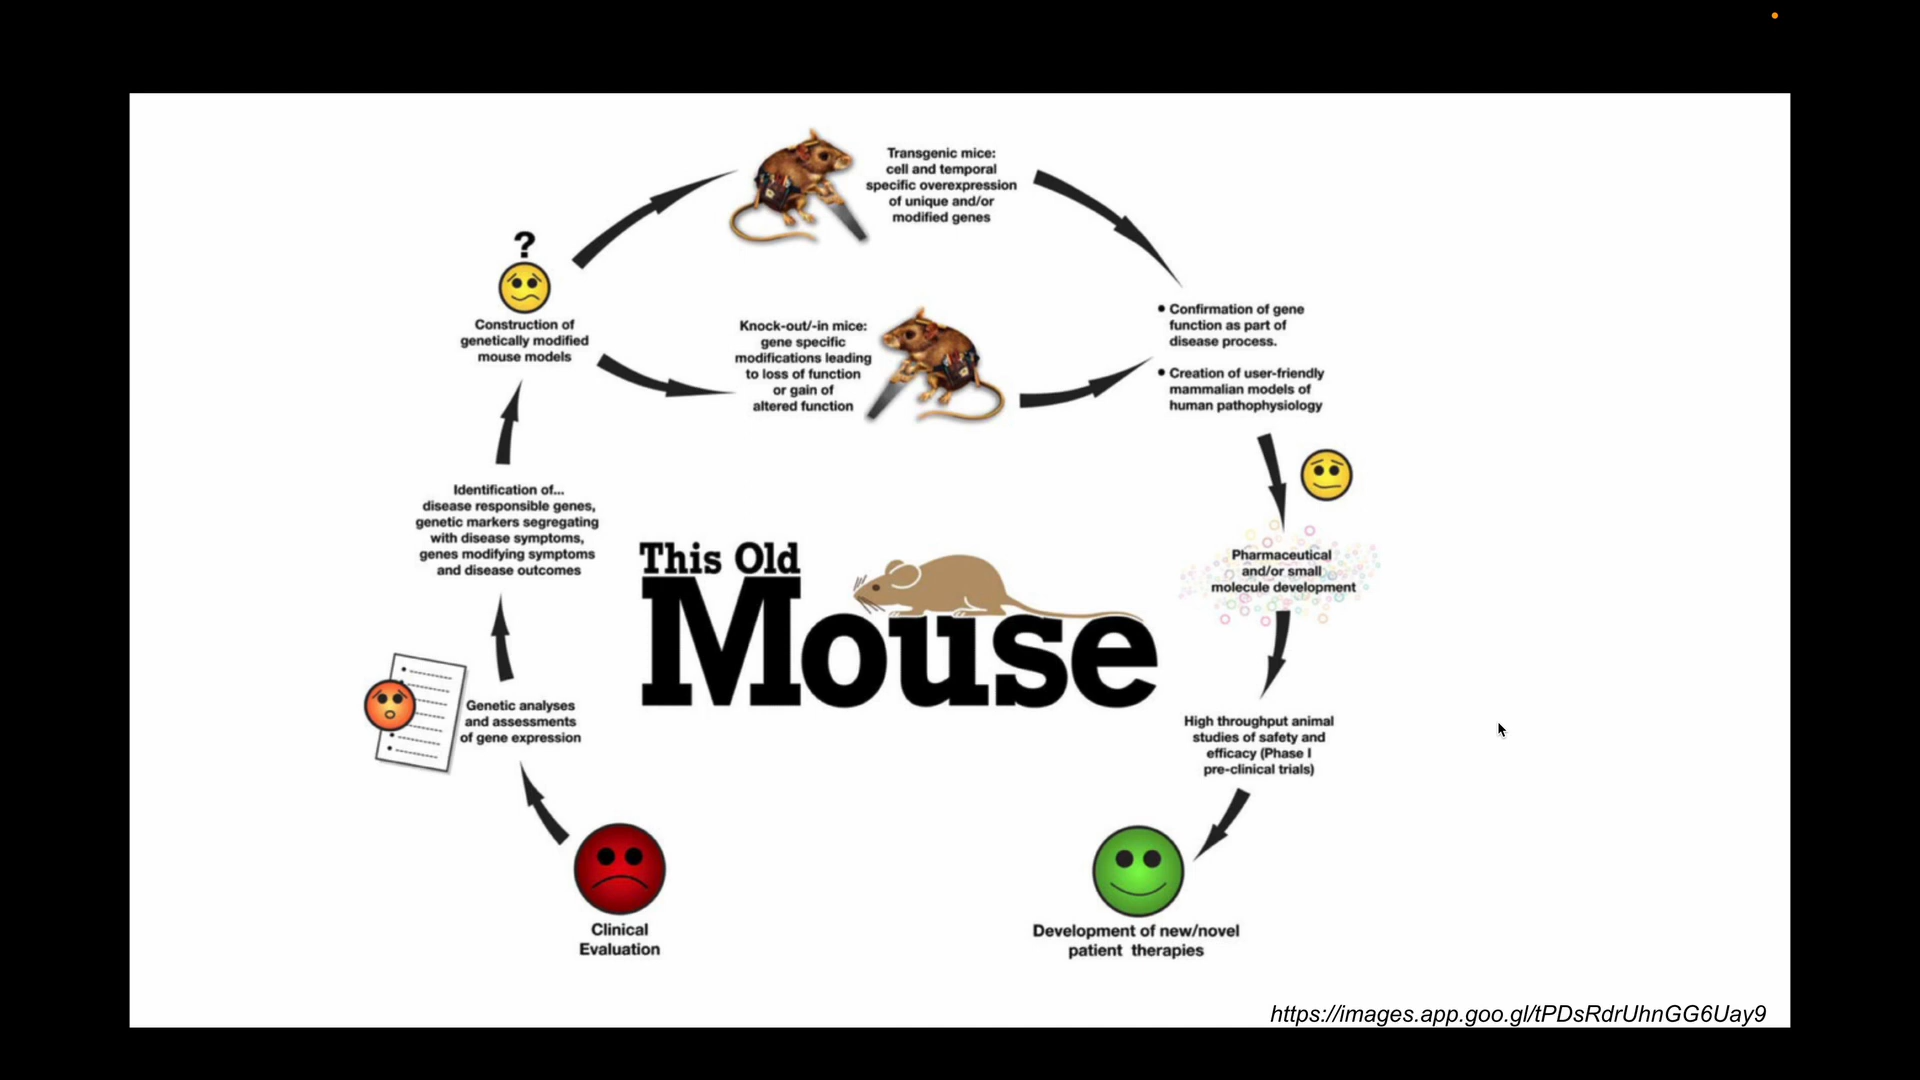 Transgenic mice:
cell and temporal
specific overexpression
of unique and/or
modified genes
?
Construction of
genetically modified
mouse models
Knock-out/-in mice:
gene specific
modifications leading
to loss of function
or gain of
altered function
• Confirmation of gene
function as part of
disease process.
• Creation of user-friendly
mammalian models of
human pathophysiology
Identification of...
disease responsible genes,
genetic markers segregating
with disease symptoms,
genes modifying symptoms
and disease outcomes
This Old
Mouse
Pharmaceutical
and/or small
molecule development
Genetic analyses
and assessments
of gene expression
High throughput animal
studies of safety and
efficacy (Phase I
pre-clinical trials)
Clinical
Evaluation
Development of new/novel
patient therapies
https://images.app.goo.gl/tPDsRdrUhnGG6Uay9